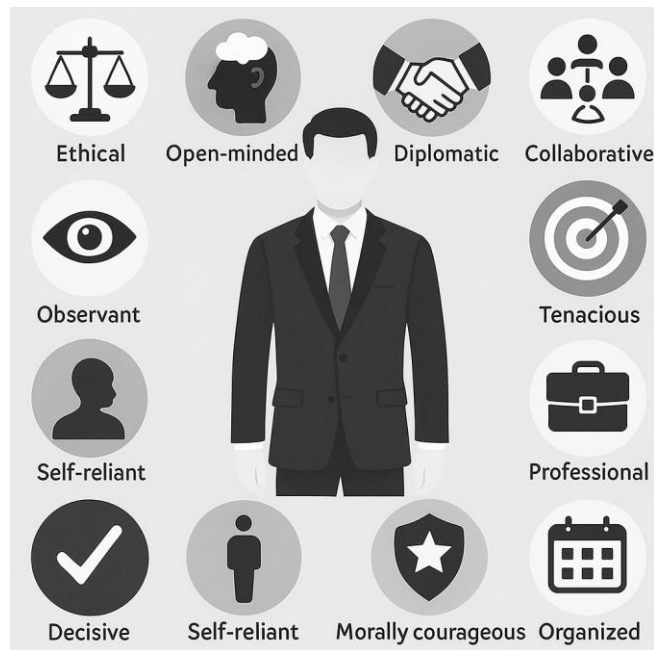 Ethical
Open-minded
Diplomatic
Collaborative
Observant
Tenacious
Self-reliant
Professional
Decisive
Self-reliant
Morally courageous
Organized